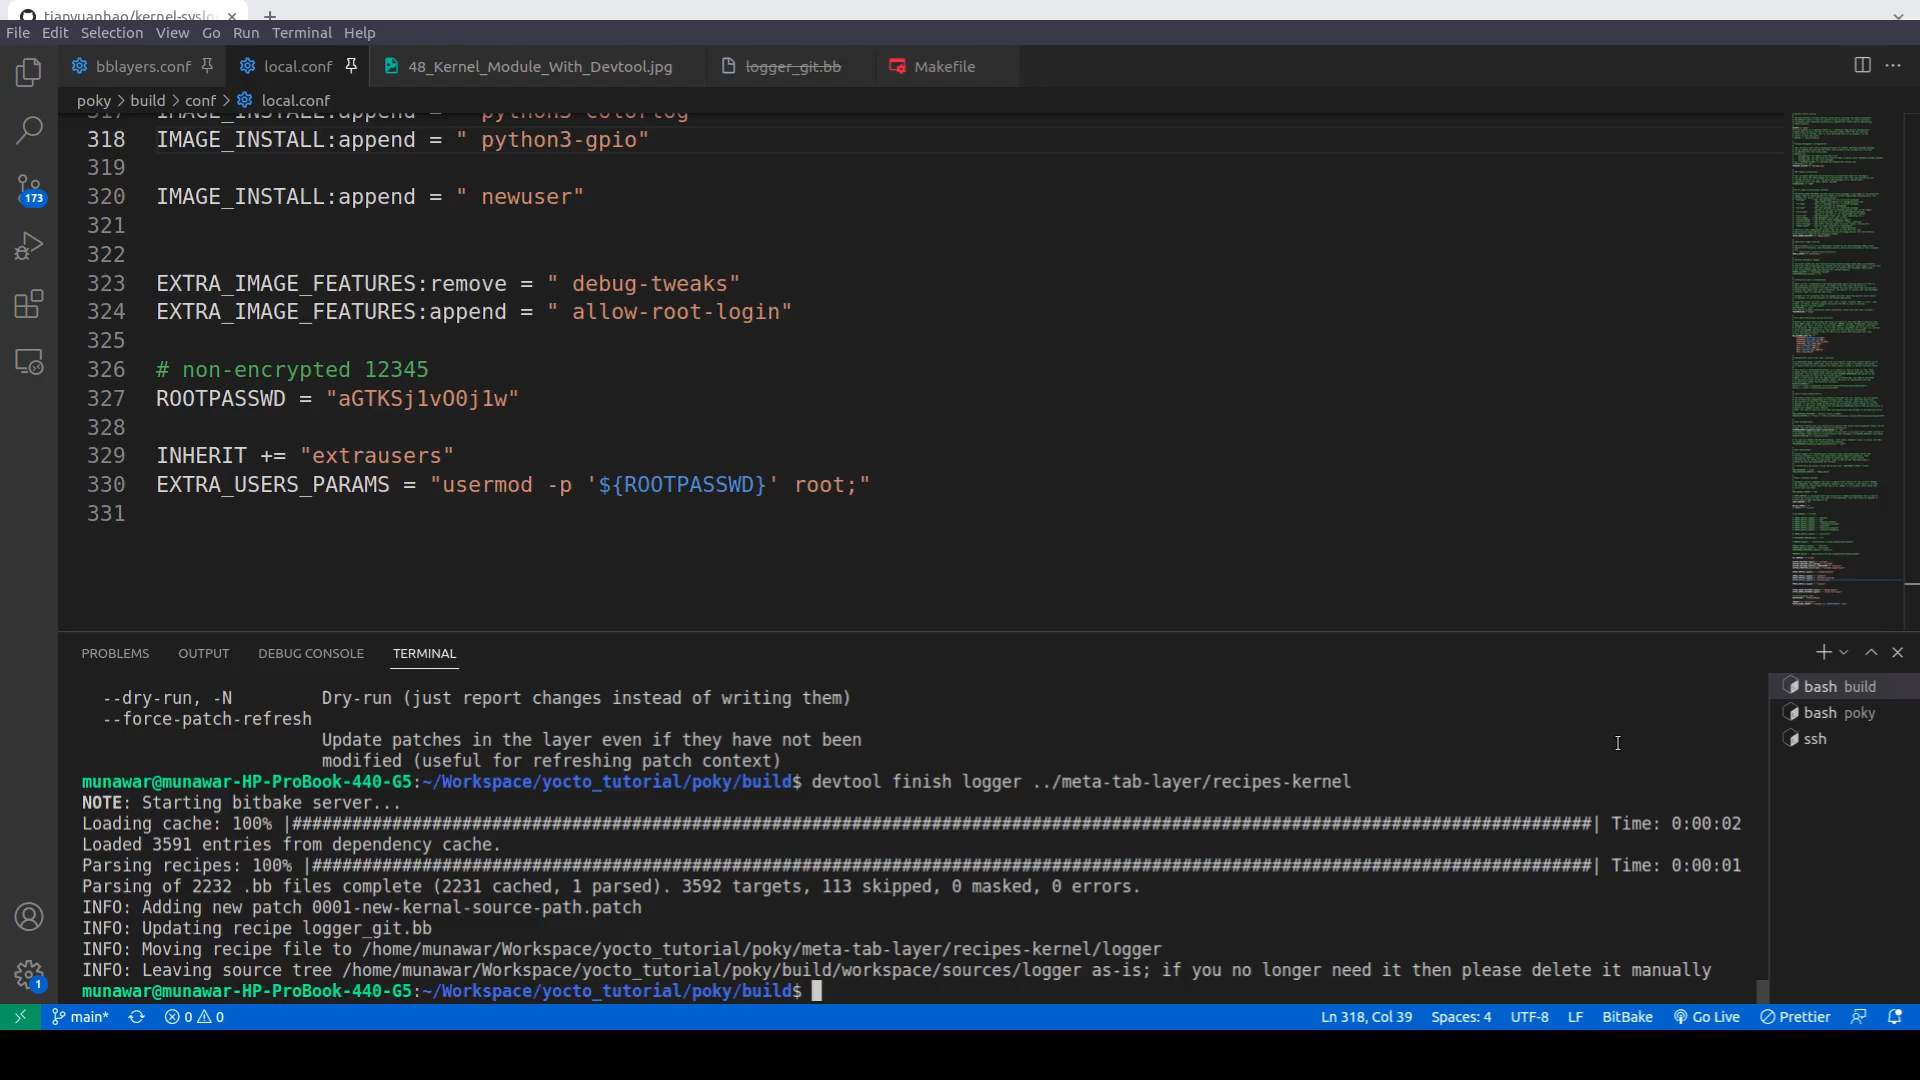 tianyuanhao/kernel-syslo
File Edit Selection View Go Run Terminal Help
bblayers.conf local.conf 48_Kernel_Module_With_Devtool.jpg logger_git.bb Makefile
poky > build > conf > local.conf
317 IMAGE_INSTALL:append = " python3-colorlog"
318 IMAGE_INSTALL:append = " python3-gpio"
319
320 IMAGE_INSTALL:append = " newuser"
321
322
323 EXTRA_IMAGE_FEATURES:remove = " debug-tweaks"
324 EXTRA_IMAGE_FEATURES:append = " allow-root-login"
325
326 # non-encrypted 12345
327 ROOTPASSWD = "aGTKSj1vO0j1w"
328
329 INHERIT += "extrausers"
330 EXTRA_USERS_PARAMS = "usermod -p '${ROOTPASSWD}' root;"
331
173
PROBLEMS OUTPUT DEBUG CONSOLE TERMINAL
bash build
bash poky
ssh
--dry-run, -N Dry-run (just report changes instead of writing them)
--force-patch-refresh
Update patches in the layer even if they have not been
modified (useful for refreshing patch context)
munawar@munawar-HP-ProBook-440-G5:~/Workspace/yocto_tutorial/poky/build$ devtool finish logger ../meta-tab-layer/recipes-kernel
NOTE: Starting bitbake server...
Loading cache: 100% |####| Time: 0:00:02
Loaded 3591 entries from dependency cache.
Parsing recipes: 100% |####| Time: 0:00:01
Parsing of 2232 .bb files complete (2231 cached, 1 parsed). 3592 targets, 113 skipped, 0 masked, 0 errors.
INFO: Adding new patch 0001-new-kernal-source-path.patch
INFO: Updating recipe logger_git.bb
INFO: Moving recipe file to /home/munawar/Workspace/yocto_tutorial/poky/meta-tab-layer/recipes-kernel/logger
INFO: Leaving source tree /home/munawar/Workspace/yocto_tutorial/poky/build/workspace/sources/logger as-is; if you no longer need it then please delete it manually
munawar@munawar-HP-ProBook-440-G5:~/Workspace/yocto_tutorial/poky/build$
1
main* 0 0 Ln 318, Col 39 Spaces: 4 UTF-8 LF BitBake Go Live Prettier